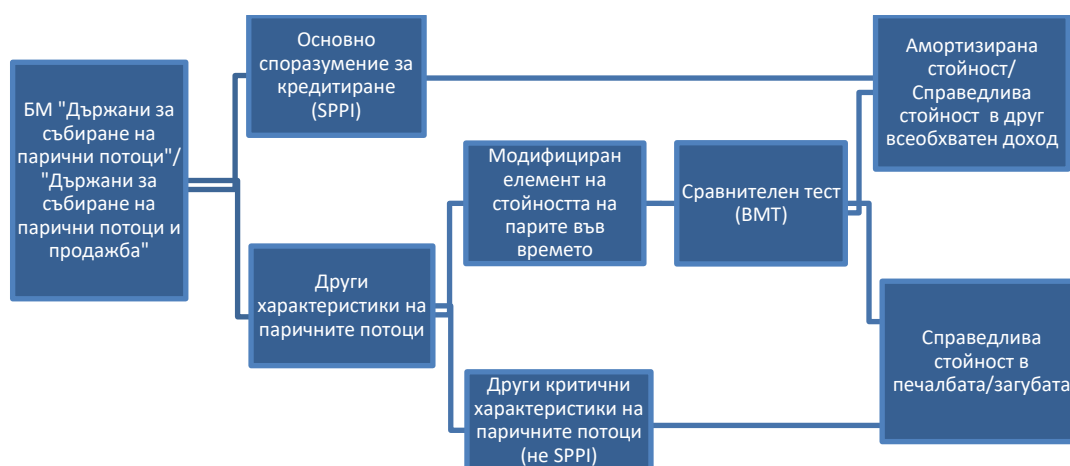 БМ "Държани за
събиране на
парични потоци"/
"Държани за
събиране на
парични потоци и
продажба"
Основно
споразумение за
кредитиране
(SPPI)
Други
характеристики на
паричните потоци
Модифициран
елемент на
стойността на
парите във
времето
Други критични
характеристики на
паричните потоци
(не SPPI)
Сравнителен тест
(BMT)
Амортизирана
стойност/
Справедлива
стойност  в друг
всеобхватен доход
Справедлива
стойност в
печалбата/загубата